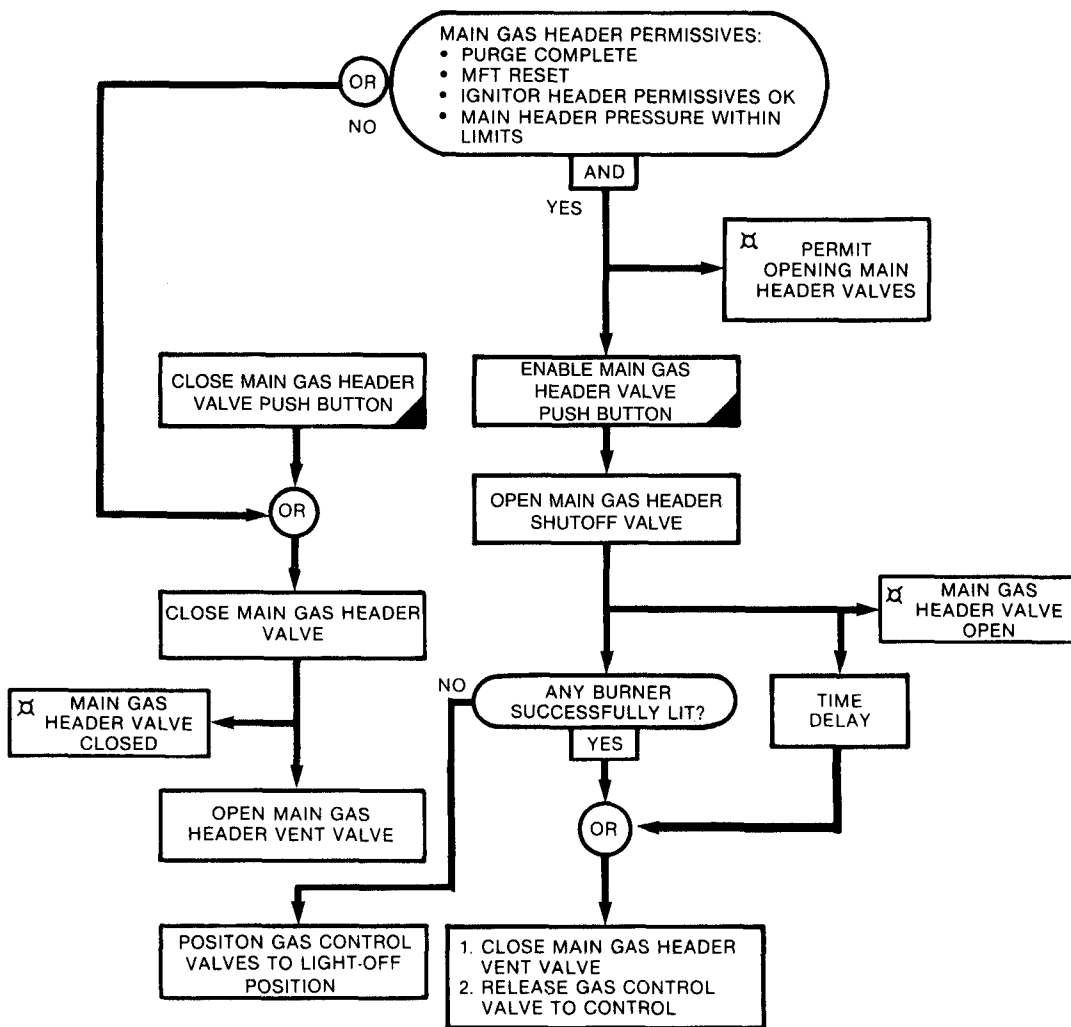 MAIN GAS HEADER PERMISSIVES:
• PURGE COMPLETE
• MFT RESET
• IGNITOR HEADER PERMISSIVES OK
• MAIN HEADER PRESSURE WITHIN
LIMITS
OR
NO
AND
YES
¤ PERMIT
OPENING MAIN
HEADER VALVES
CLOSE MAIN GAS HEADER
VALVE PUSH BUTTON
ENABLE MAIN GAS
HEADER VALVE
PUSH BUTTON
OR
OPEN MAIN GAS HEADER
SHUTOFF VALVE
CLOSE MAIN GAS HEADER
VALVE
¤ MAIN GAS
HEADER VALVE
OPEN
¤ MAIN GAS
HEADER VALVE
CLOSED
NO
ANY BURNER
SUCCESSFULLY LIT?
YES
TIME
DELAY
OPEN MAIN GAS
HEADER VENT VALVE
OR
POSITON GAS CONTROL
VALVES TO LIGHT-OFF
POSITION
1. CLOSE MAIN GAS HEADER
VENT VALVE
2. RELEASE GAS CONTROL
VALVE TO CONTROL